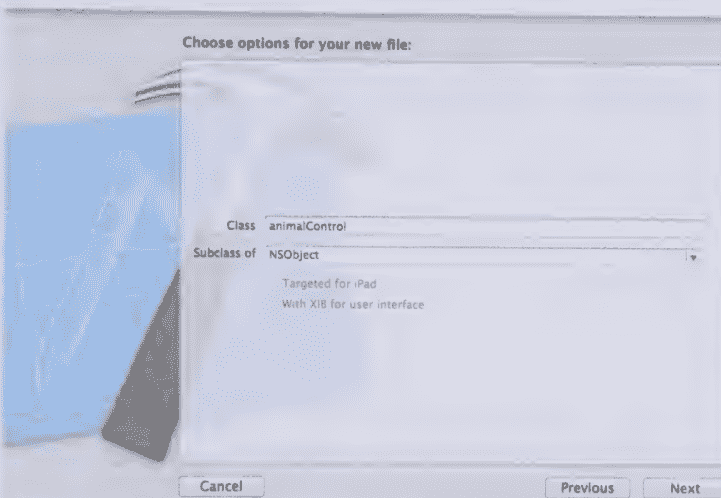 Choose options for your new file:
Class animalControl
Subclass of NSObject
Targeted for iPad
With XIB for user interface
Cancel Previous Next